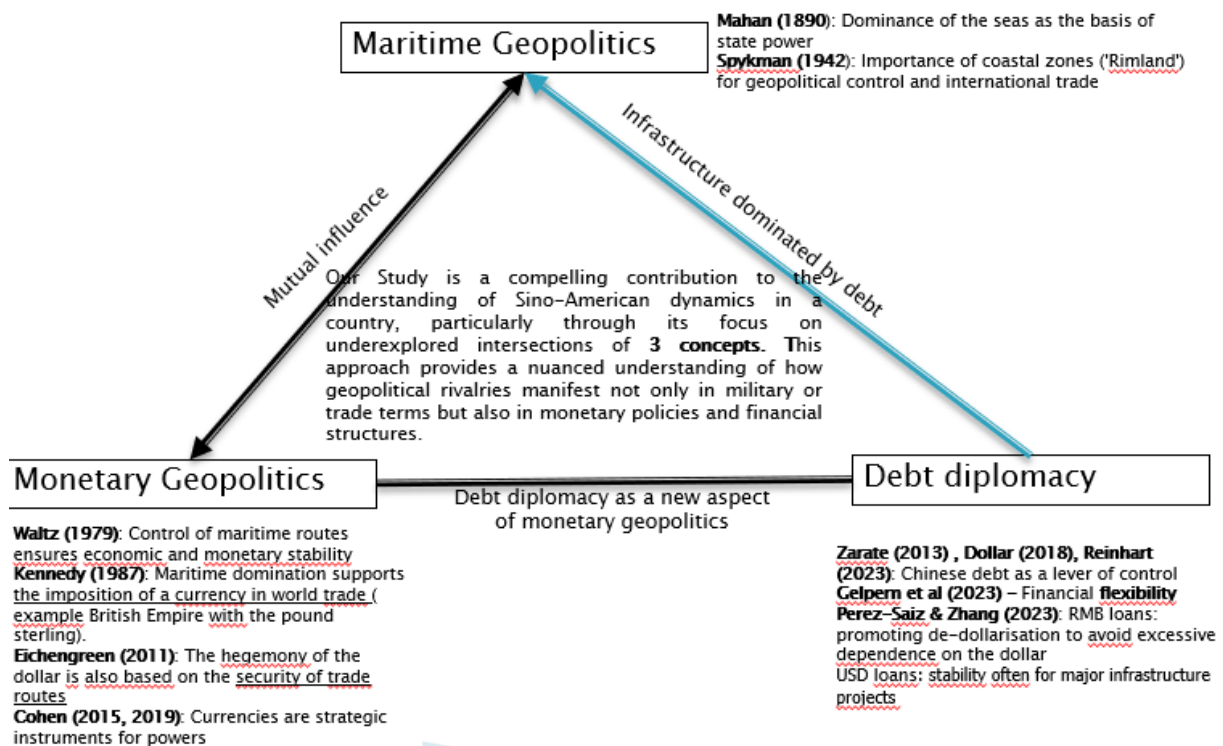 Maritime Geopolitics
Mahan (1890): Dominance of the seas as the basis of
state power
Spykman (1942): Importance of coastal zones ('Rimland')
for geopolitical control and international trade
Mutual influence
Infrastructure dominated by debt
Our Study is a compelling contribution to the
understanding of Sino-American dynamics in a
country, particularly through its focus on
underexplored intersections of 3 concepts. This
approach provides a nuanced understanding of how
geopolitical rivalries manifest not only in military or
trade terms but also in monetary policies and financial
structures.
Monetary Geopolitics
Debt diplomacy as a new aspect
of monetary geopolitics
Debt diplomacy
Waltz (1979): Control of maritime routes
ensures economic and monetary stability
Kennedy (1987): Maritime domination supports
the imposition of a currency in world trade (
example British Empire with the pound
sterling).
Eichengreen (2011): The hegemony of the
dollar is also based on the security of trade
routes
Cohen (2015, 2019): Currencies are strategic
instruments for powers
Zarate (2013) , Dollar (2018), Reinhart
(2023): Chinese debt as a lever of control
Gelpern et al (2023) – Financial flexibility
Perez-Saiz & Zhang (2023): RMB loans:
promoting de-dollarisation to avoid excessive
dependence on the dollar
USD loans: stability often for major infrastructure
projects